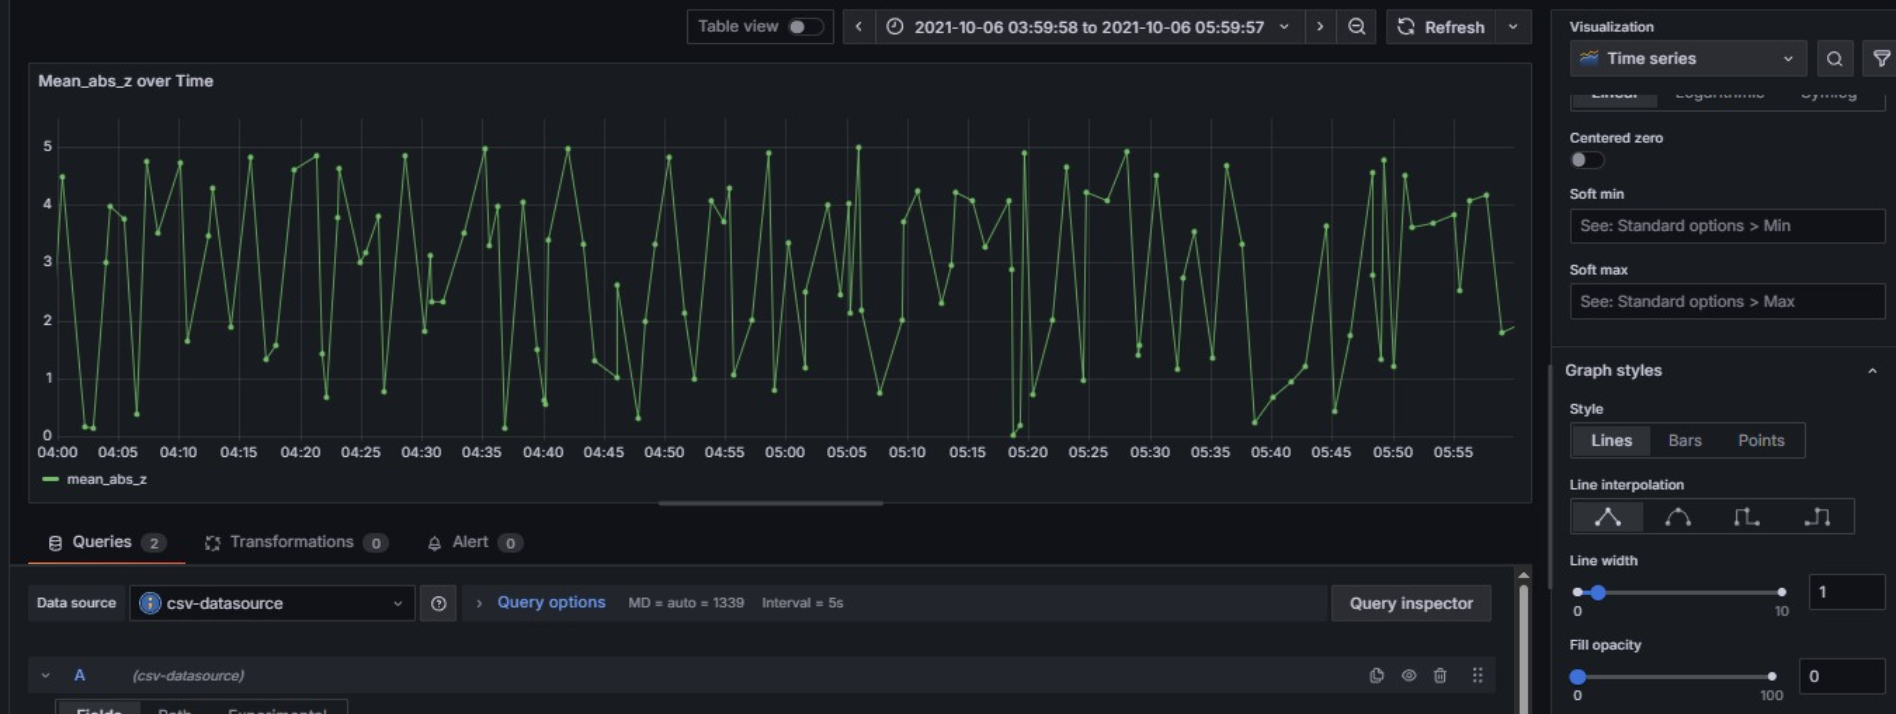 Table view
2021-10-06 03:59:58 to 2021-10-06 05:59:57
Refresh
Mean_abs_z over Time
5
4
3
2
1
0
04:00 04:05 04:10 04:15 04:20 04:25 04:30 04:35 04:40 04:45 04:50 04:55 05:00 05:05 05:10 05:15 05:20 05:25 05:30 05:35 05:40 05:45 05:50 05:55
mean_abs_z
Queries 2 Transformations 0 Alert 0
Data source csv-datasource Query options MD = auto = 1339 Interval = 5s Query inspector
A (csv-datasource)
Fields Path Experimental
Visualization
Time series
Linear Logarithmic Symlog
Centered zero
Soft min
See: Standard options > Min
Soft max
See: Standard options > Max
Graph styles
Style
Lines Bars Points
Line interpolation
Line width
0 10 1
Fill opacity
0 100 0